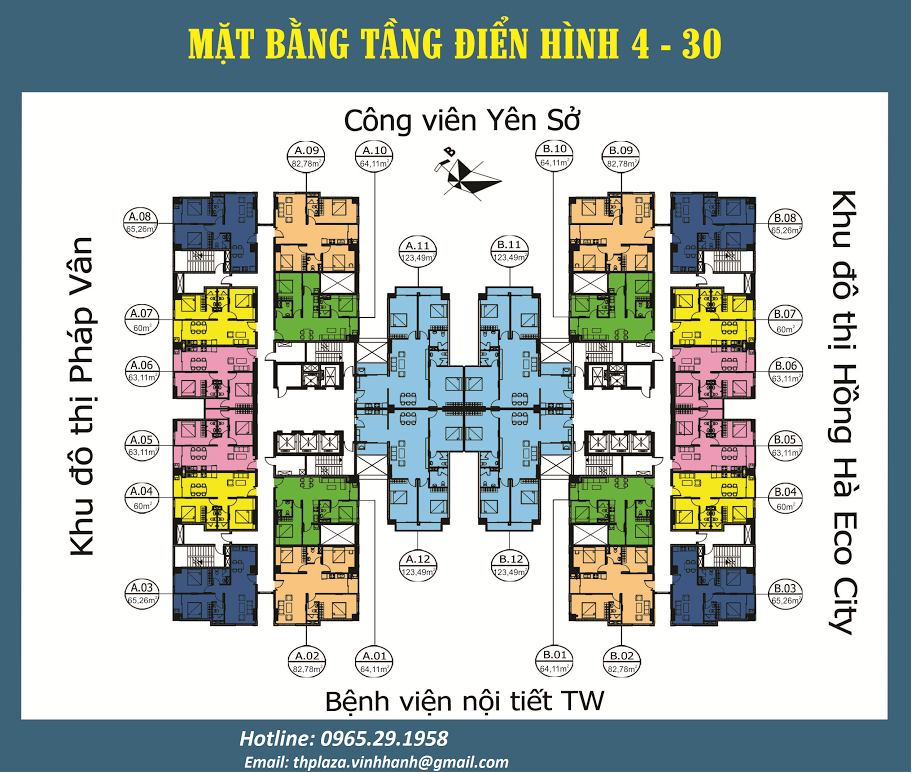 MẶT BẰNG TẦNG ĐIỂN HÌNH 4 - 30
Công viên Yên Sở
B
A.09
82,78m²
A.10
64,11m²
B.10
64,11m²
B.09
82,78m²
A.08
65,26m²
A.11
123,49m²
B.11
123,49m²
B.08
65,26m²
A.07
60m²
B.07
60m²
A.06
63,11m²
B.06
63,11m²
A.05
63,11m²
B.05
63,11m²
A.04
60m²
B.04
60m²
A.12
123,49m²
B.12
123,49m²
A.03
65,26m²
B.03
65,26m²
A.02
82,78m²
A.01
64,11m²
B.01
64,11m²
B.02
82,78m²
Khu đô thị Pháp Vân
Khu đô thị Hồng Hà Eco City
Bệnh viện nội tiết TW
Hotline: 0965.29.1958
Email: thplaza.vinhhanh@gmail.com